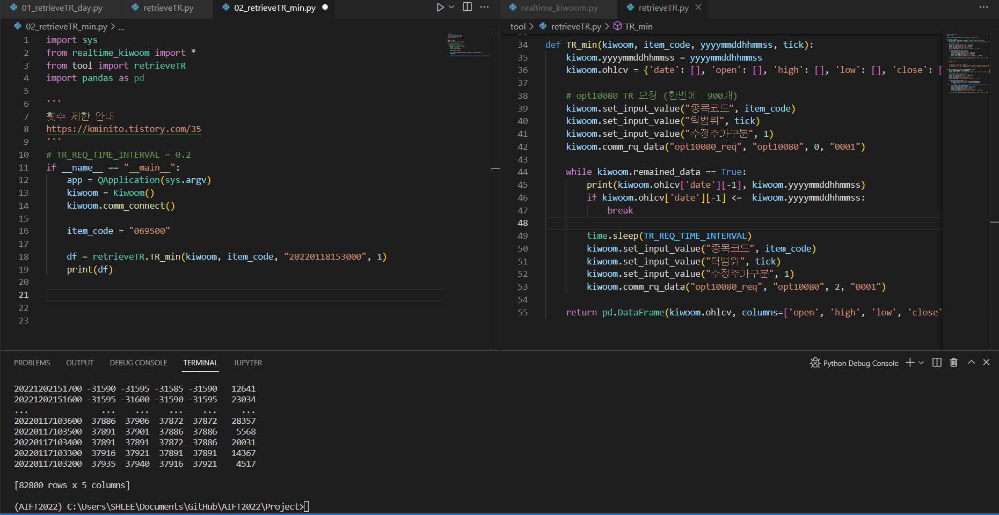 01_retrieveTR_day.py retrieveTR.py 02_retrieveTR_min.py
02_retrieveTR_min.py > ...
1 import sys
2 from realtime_kiwoom import *
3 from tool import retrieveTR
4 import pandas as pd
5
6 '''
7 횟수 제한 안내
8 https://kminito.tistory.com/35
9 '''
10 # TR_REQ_TIME_INTERVAL = 0.2
11 if __name__ == "__main__":
12 app = QApplication(sys.argv)
13 kiwoom = Kiwoom()
14 kiwoom.comm_connect()
15
16 item_code = "069500"
17
18 df = retrieveTR.TR_min(kiwoom, item_code, "20220118153000", 1)
19 print(df)
20
21
22
23
realtime_kiwoom.py retrieveTR.py
tool > retrieveTR.py > TR_min
34 def TR_min(kiwoom, item_code, yyyymmddhhmmss, tick):
35 kiwoom.yyyymmddhhmmss = yyyymmddhhmmss
36 kiwoom.ohlcv = {'date': [], 'open': [], 'high': [], 'low': [], 'close': [
37
38 # opt10080 TR 요청 (한번에  900개)
39 kiwoom.set_input_value("종목코드", item_code)
40 kiwoom.set_input_value("틱범위", tick)
41 kiwoom.set_input_value("수정주가구분", 1)
42 kiwoom.comm_rq_data("opt10080_req", "opt10080", 0, "0001")
43
44 while kiwoom.remained_data == True:
45 print(kiwoom.ohlcv['date'][-1], kiwoom.yyyymmddhhmmss)
46 if kiwoom.ohlcv['date'][-1] <=  kiwoom.yyyymmddhhmmss:
47 break
48
49 time.sleep(TR_REQ_TIME_INTERVAL)
50 kiwoom.set_input_value("종목코드", item_code)
51 kiwoom.set_input_value("틱범위", tick)
52 kiwoom.set_input_value("수정주가구분", 1)
53 kiwoom.comm_rq_data("opt10080_req", "opt10080", 2, "0001")
54
55 return pd.DataFrame(kiwoom.ohlcv, columns=['open', 'high', 'low', 'close'
PROBLEMS OUTPUT DEBUG CONSOLE TERMINAL JUPYTER Python Debug Console
20221202151700 -31590 -31595 -31585 -31590 12641
20221202151600 -31595 -31600 -31590 -31595 23034
... ... ... ... ... ...
20220117103600 37886 37906 37872 37872 28357
20220117103500 37891 37901 37886 37886 5568
20220117103400 37891 37891 37872 37886 20031
20220117103300 37916 37921 37891 37891 14367
20220117103200 37935 37940 37916 37921 4517
[82800 rows x 5 columns]
(AIFT2022) C:\Users\SHLEE\Documents\GitHub\AIFT2022\Project>